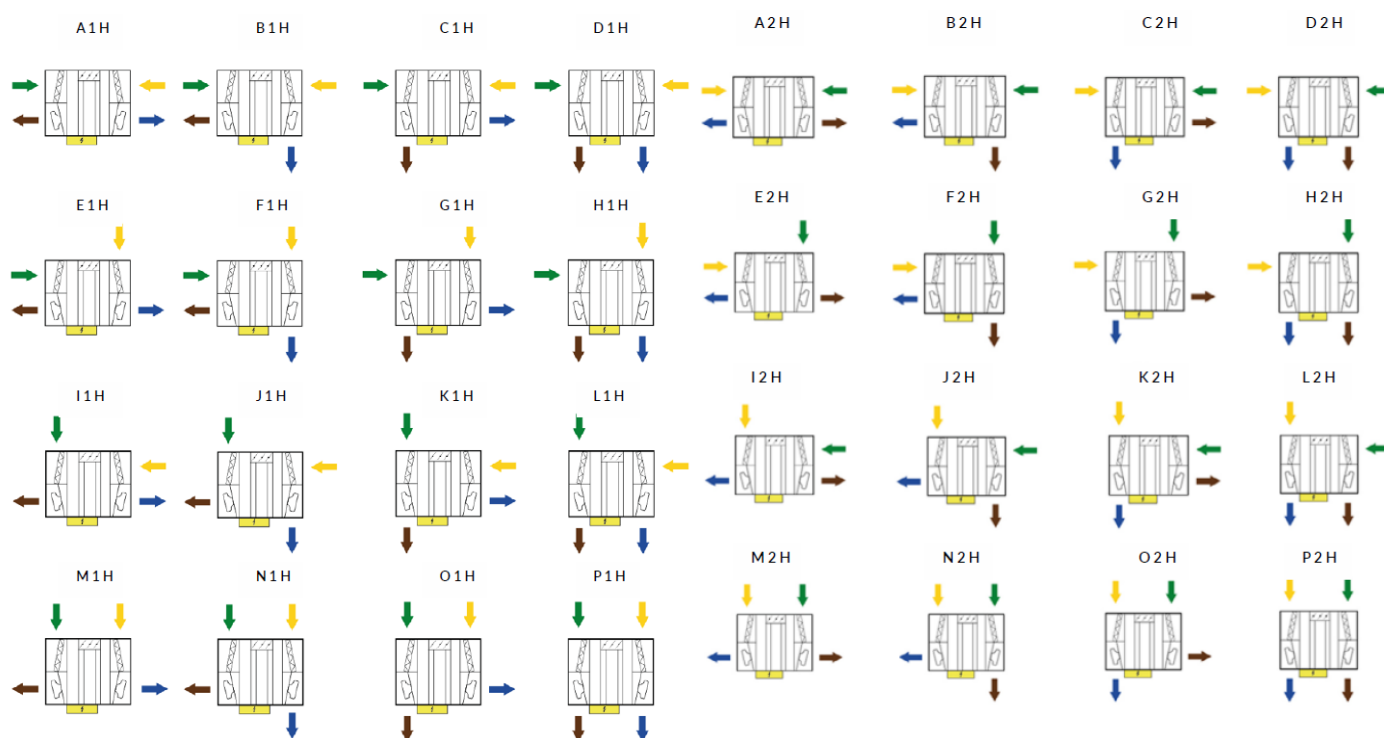 A1H B1H C1H D1H A2H B2H C2H D2H
E1H F1H G1H H1H E2H F2H G2H H2H
I1H J1H K1H L1H I2H J2H K2H L2H
M1H N1H O1H P1H M2H N2H O2H P2H